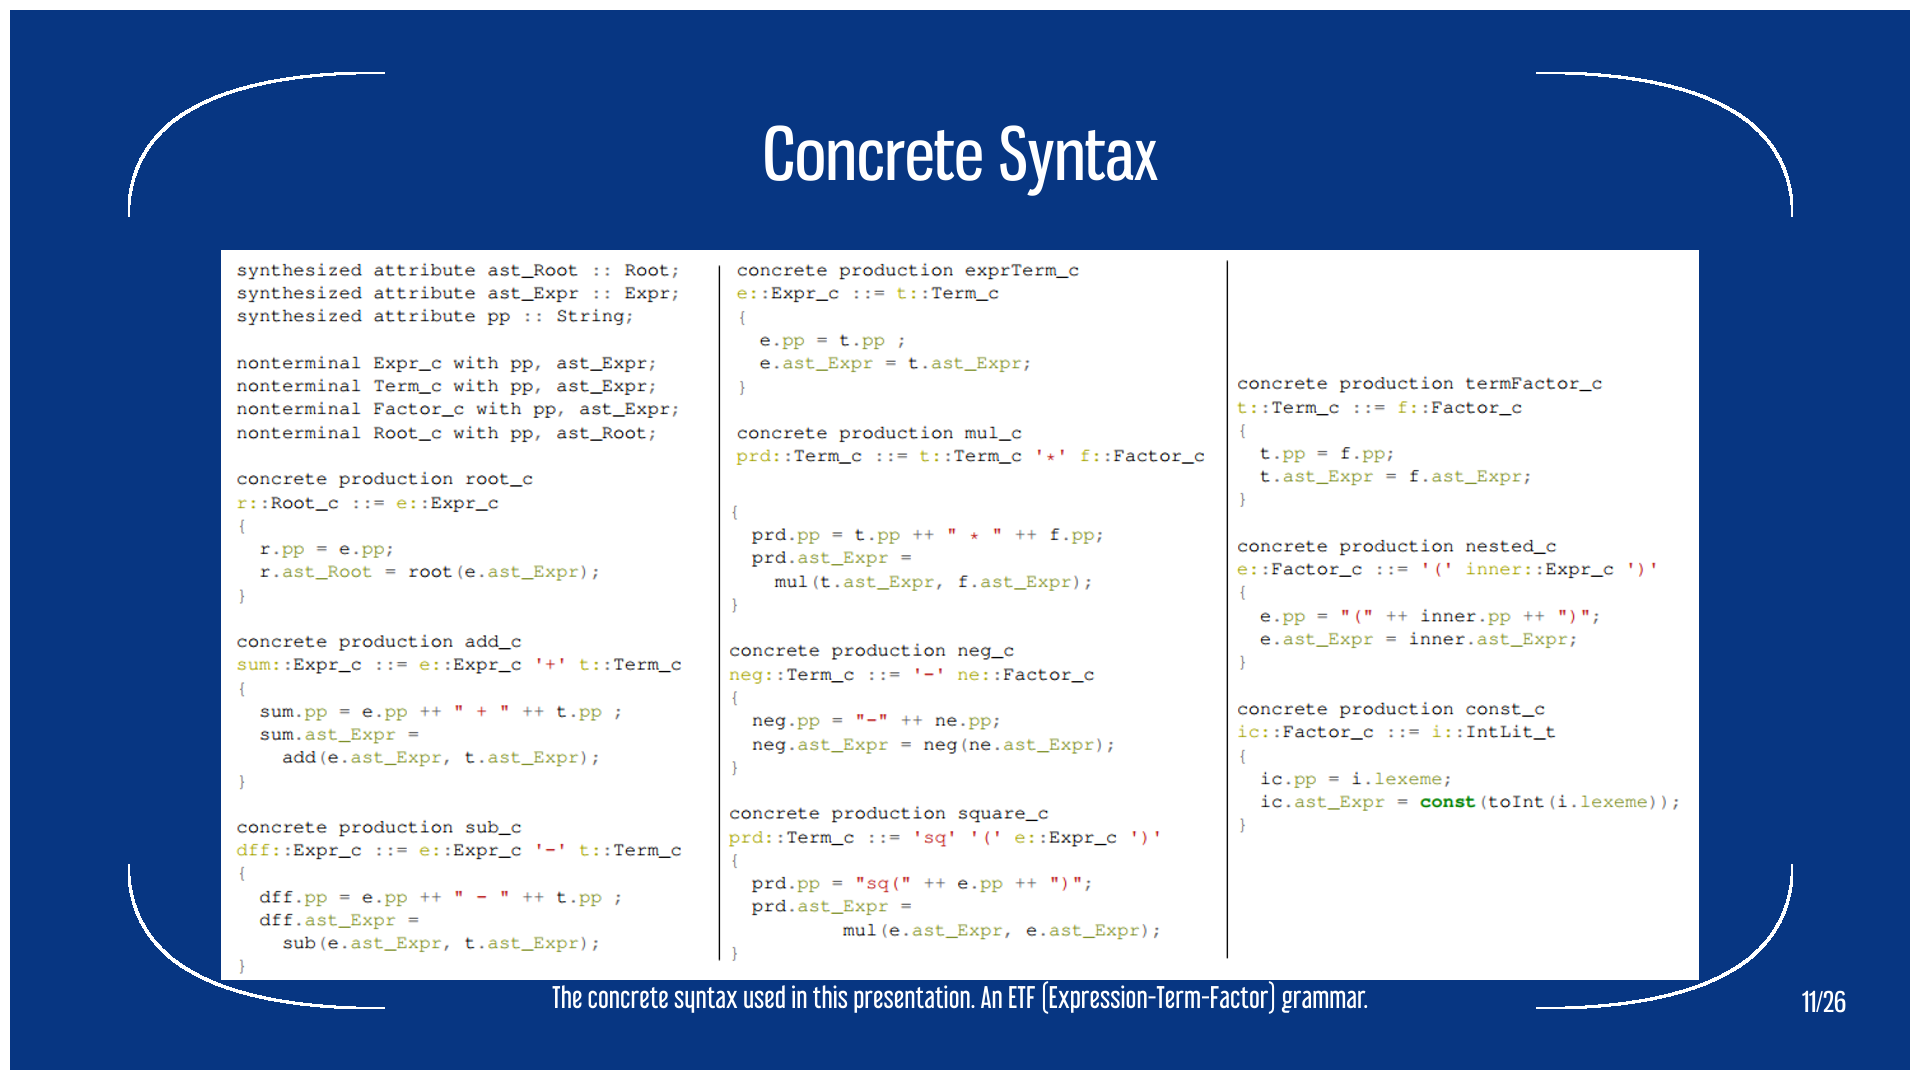 Concrete Syntax
synthesized attribute ast_Root :: Root;
synthesized attribute ast_Expr :: Expr;
synthesized attribute pp :: String;
nonterminal Expr_c with pp, ast_Expr;
nonterminal Term_c with pp, ast_Expr;
nonterminal Factor_c with pp, ast_Expr;
nonterminal Root_c with pp, ast_Root;
concrete production root_c
r::Root_c ::= e::Expr_c
{
r.pp = e.pp;
r.ast_Root = root(e.ast_Expr);
}
concrete production add_c
sum::Expr_c ::= e::Expr_c '+' t::Term_c
{
sum.pp = e.pp ++ " + " ++ t.pp ;
sum.ast_Expr =
add(e.ast_Expr, t.ast_Expr);
}
concrete production sub_c
dff::Expr_c ::= e::Expr_c '-' t::Term_c
{
dff.pp = e.pp ++ " - " ++ t.pp ;
dff.ast_Expr =
sub(e.ast_Expr, t.ast_Expr);
}
concrete production exprTerm_c
e::Expr_c ::= t::Term_c
{
e.pp = t.pp ;
e.ast_Expr = t.ast_Expr;
}
concrete production mul_c
prd::Term_c ::= t::Term_c '*' f::Factor_c
{
prd.pp = t.pp ++ " * " ++ f.pp;
prd.ast_Expr =
mul(t.ast_Expr, f.ast_Expr);
}
concrete production neg_c
neg::Term_c ::= '-' ne::Factor_c
{
neg.pp = "-" ++ ne.pp;
neg.ast_Expr = neg(ne.ast_Expr);
}
concrete production square_c
prd::Term_c ::= 'sq' '(' e::Expr_c ')'
{
prd.pp = "sq(" ++ e.pp ++ ")";
prd.ast_Expr =
mul(e.ast_Expr, e.ast_Expr);
}
concrete production termFactor_c
t::Term_c ::= f::Factor_c
{
t.pp = f.pp;
t.ast_Expr = f.ast_Expr;
}
concrete production nested_c
e::Factor_c ::= '(' inner::Expr_c ')'
{
e.pp = "(" ++ inner.pp ++ ")";
e.ast_Expr = inner.ast_Expr;
}
concrete production const_c
ic::Factor_c ::= i::IntLit_t
{
ic.pp = i.lexeme;
ic.ast_Expr = const(toInt(i.lexeme));
}
The concrete syntax used in this presentation. An ETF (Expression-Term-Factor) grammar.
11/26